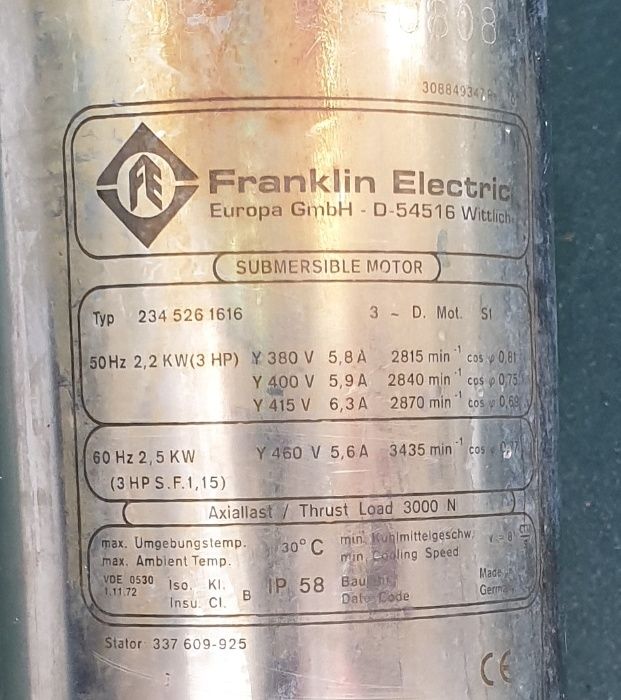 3808
308849347
FE
Franklin Electric
Europa GmbH - D-54516 Wittlich
SUBMERSIBLE MOTOR
Typ 234 526 1616 3 ~ D. Mot. S1
50Hz 2,2 KW(3 HP) Y 380 V 5,8 A 2815 min⁻¹ cos φ 0,81
Y 400 V 5,9 A 2840 min⁻¹ cos φ 0,75
Y 415 V 6,3 A 2870 min⁻¹ cos φ 0,69
60 Hz 2,5 KW Y 460 V 5,6 A 3435 min⁻¹ cos φ
(3 HP S.F.1,15)
Axiallast / Thrust Load 3000 N
max. Umgebungstemp. 30° C min. Kühlmittelgeschw. v = 8 cm/s
max. Ambient Temp. min. Cooling Speed
VDE 0530 Iso. Kl. B IP 58 Made
1.11.72 Insu. Cl. Date Code
Stator 337 609-925
CE